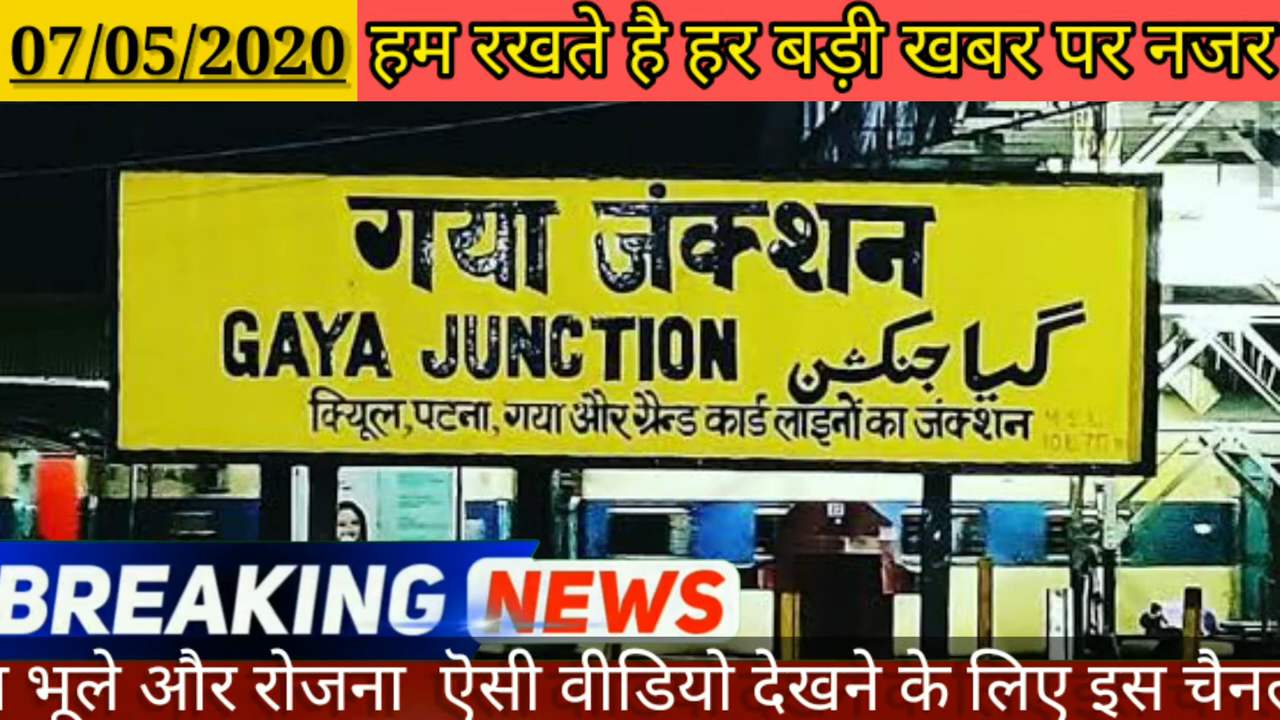 07/05/2020 हम रखते है हर बड़ी खबर पर नजर
गया जंक्शन
GAYA JUNCTION گیا جنکشن
कियूिल,पटना,गया और ग्रैन्ड कार्ड लाइनों का जंक्शन
BREAKING NEWS
भूले और रोजना ऐसी वीडियो देखने के लिए इस